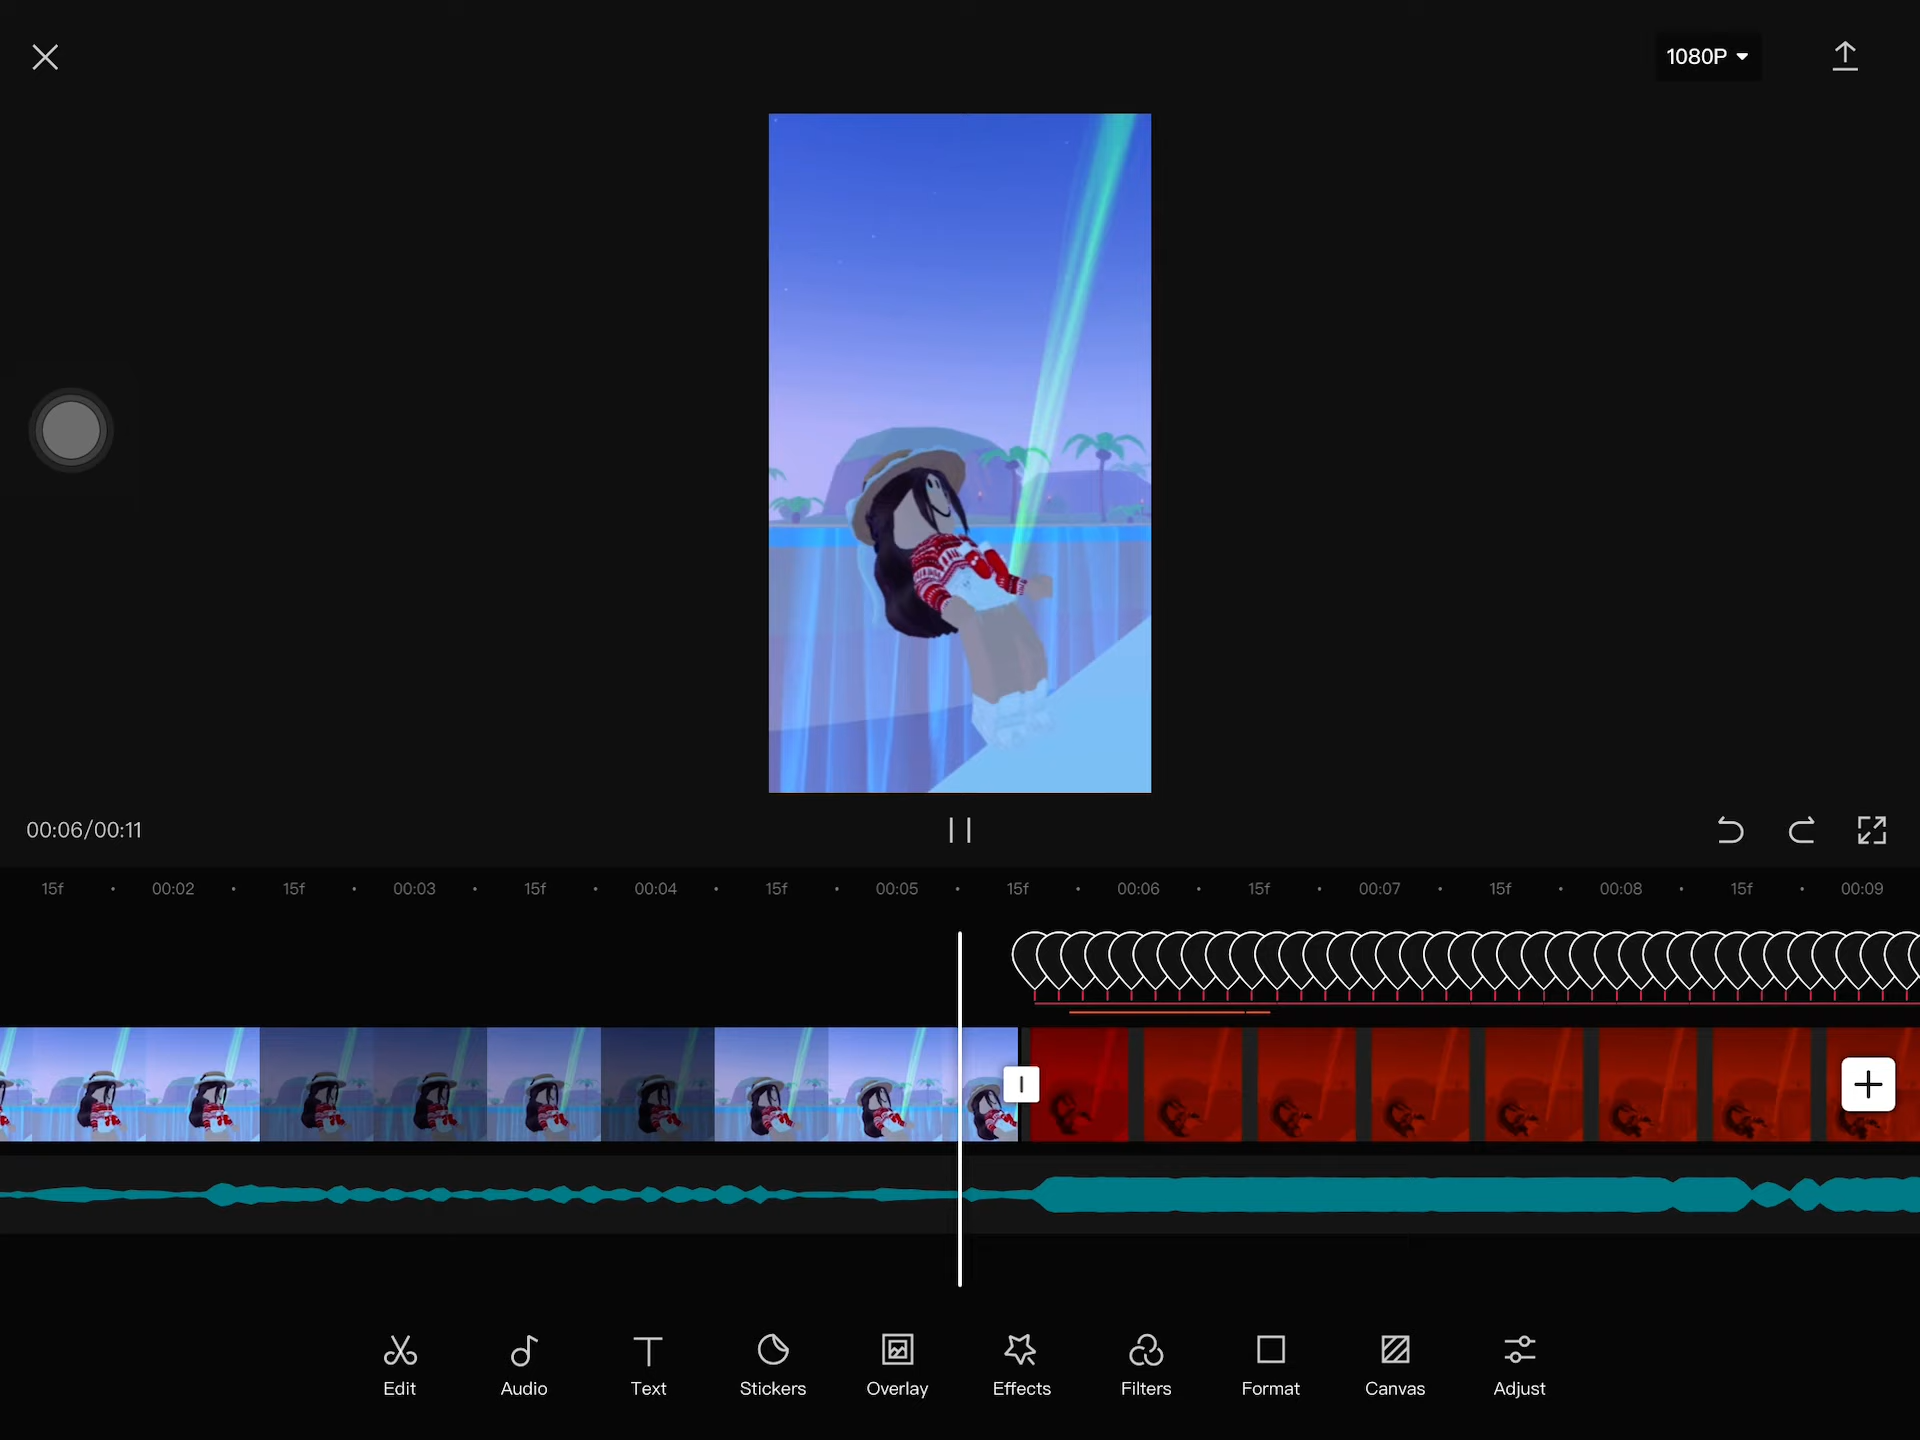 1080P
00:06/00:11
15f 00:02 15f 00:03 15f 00:04 15f 00:05 15f 00:06 15f 00:07 15f 00:08 15f 00:09
Edit Audio Text Stickers Overlay Effects Filters Format Canvas Adjust